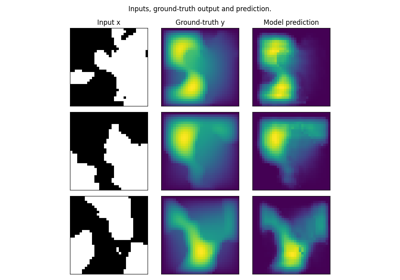 Inputs, ground-truth output and prediction.
Input x
Ground-truth y
Model prediction